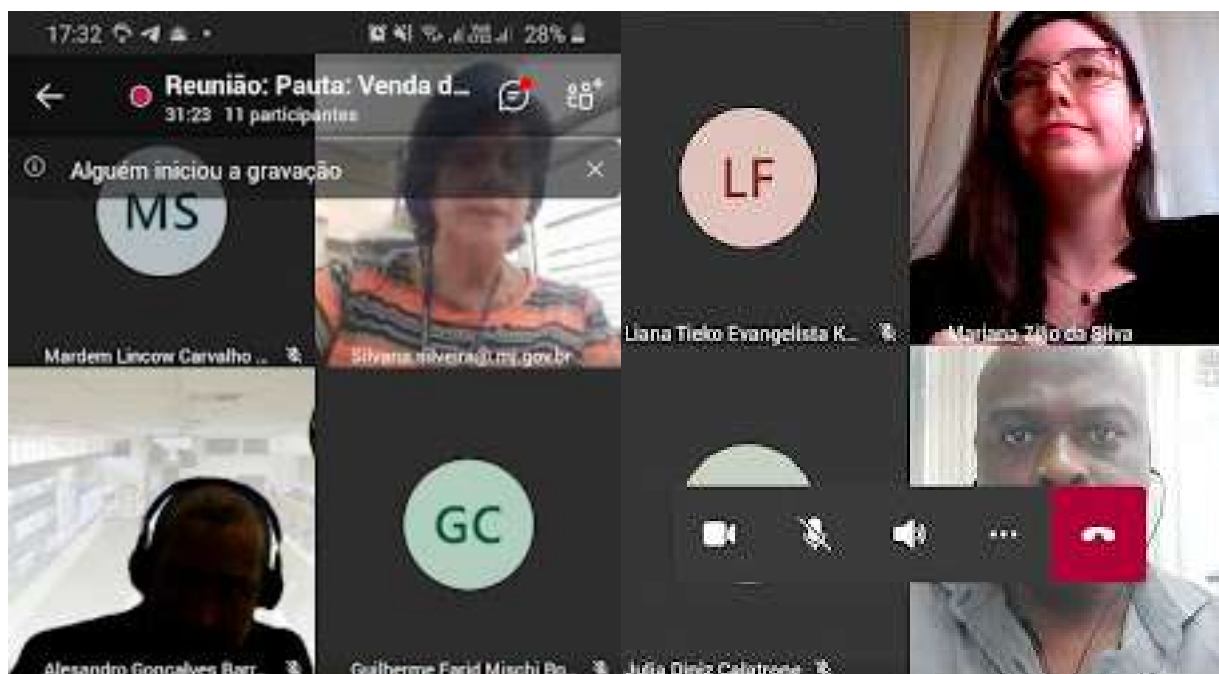 17:32
28%
Reunião: Pauta: Venda d...
31:23 11 participantes
Alguém iniciou a gravação
MS
Mardem Lincow Carvalho ...
Silvana.silveira@mj.gov.br
GC
Alesandro Gonçalves Barr...
Guilherme Farid Mischi Bo...
LF
Liana Tieko Evangelista K...
Mariana Zilio da Silva
Julia Diniz Calatrone